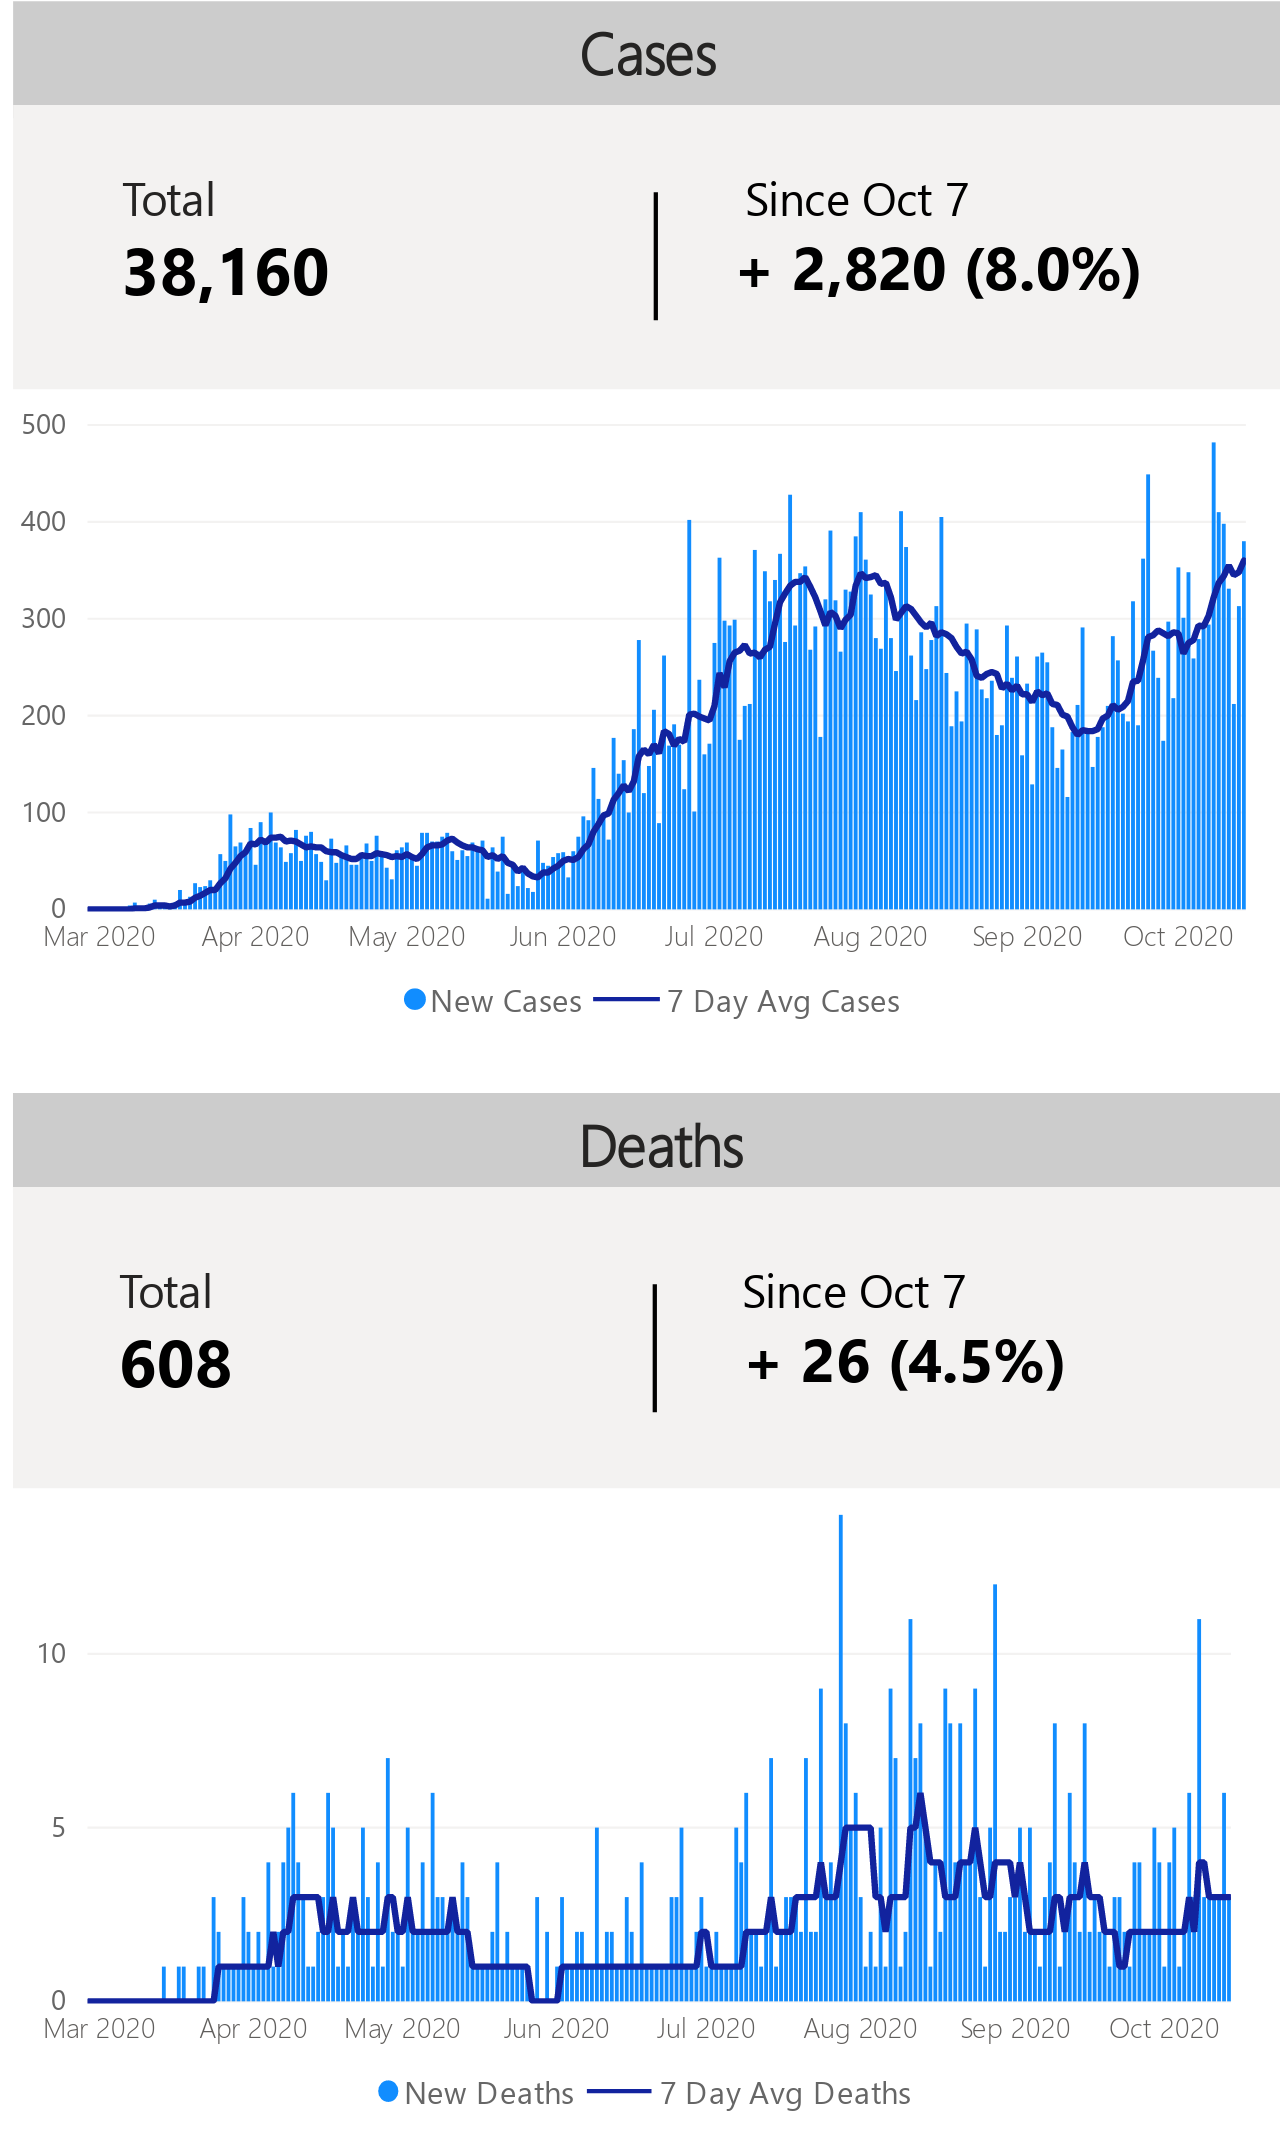 Cases
Total
Since Oct 7
38,160
+ 2,820 (8.0%)
500
400
300
200
100
0
Mar 2020 Apr 2020 May 2020 Jun 2020 Jul 2020 Aug 2020 Sep 2020 Oct 2020
New Cases 7 Day Avg Cases
Deaths
Total
Since Oct 7
608
+ 26 (4.5%)
10
5
0
Mar 2020 Apr 2020 May 2020 Jun 2020 Jul 2020 Aug 2020 Sep 2020 Oct 2020
New Deaths 7 Day Avg Deaths